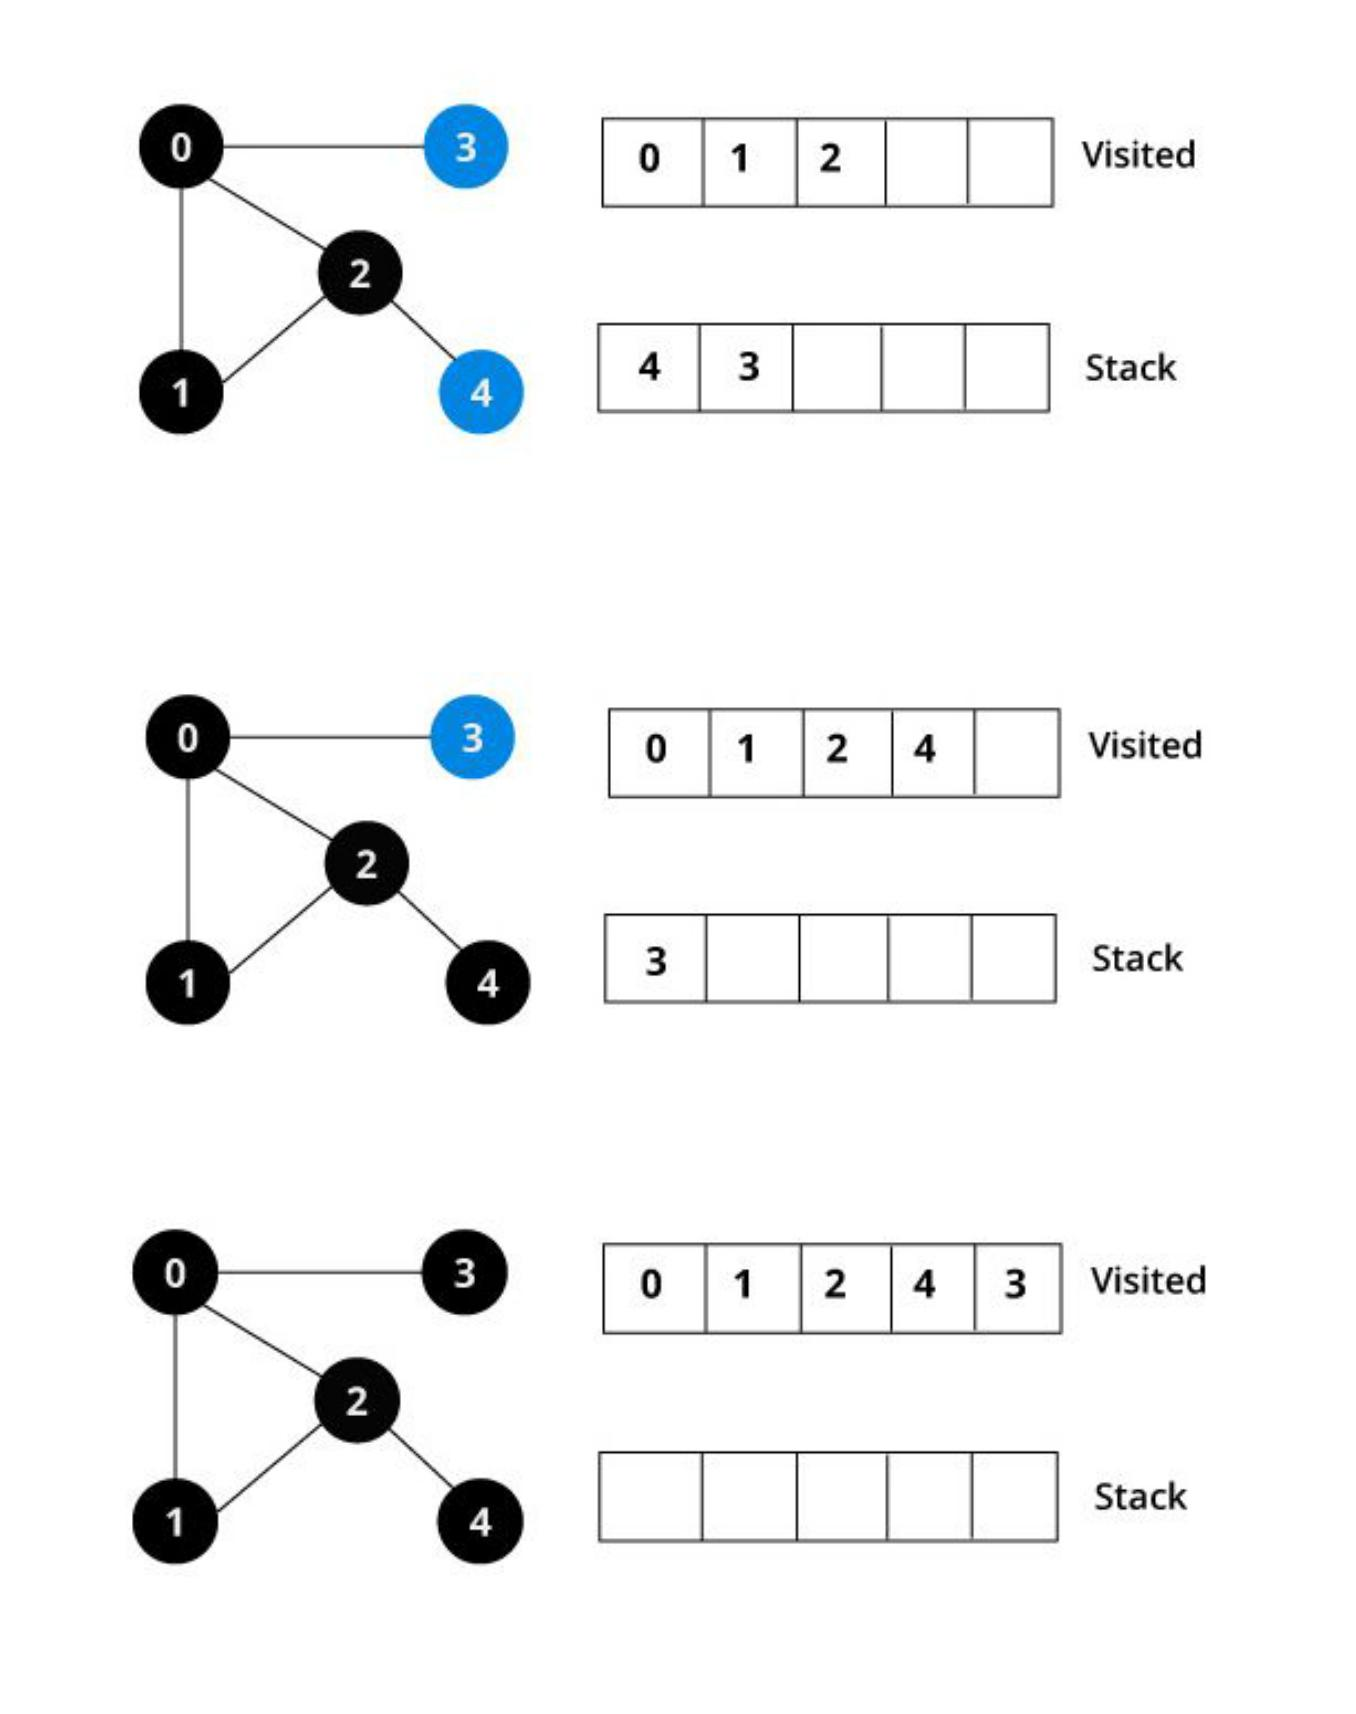 0 3 0 1 2 Visited
2
4 3 Stack
1 4
0 3 0 1 2 4 Visited
2
3 Stack
1 4
0 3 0 1 2 4 3 Visited
2
Stack
1 4